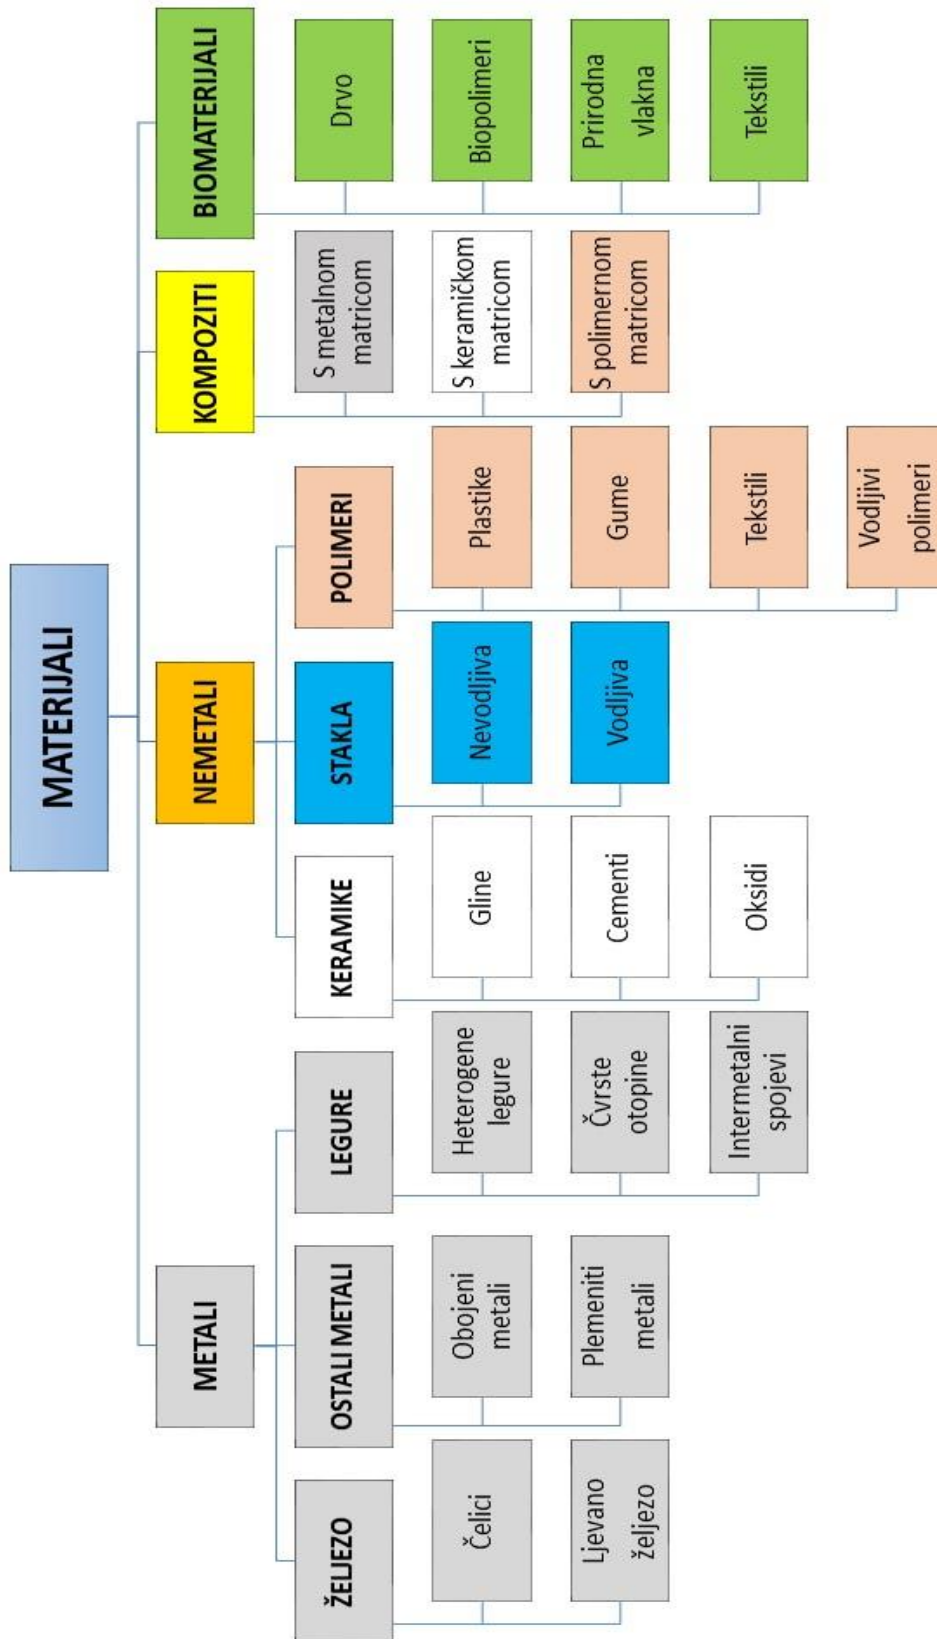 MATERIJALI
METALI
ŽELJEZO
Čelici
Ljevano
željezo
OSTALI METALI
Obojeni
metali
Plemeniti
metali
LEGURE
Heterogene
legure
Čvrste
otopine
Intermetalni
spojevi
NEMETALI
KERAMIKE
Gline
Cementi
Oksidi
STAKLA
Nevodljiva
Vodljiva
POLIMERI
Plastike
Gume
Tekstili
Vodljivi
polimeri
KOMPOZITI
S metalnom
matricom
S keramičkom
matricom
S polimernom
matricom
BIOMATERIJALI
Drvo
Biopolimeri
Prirodna
vlakna
Tekstili